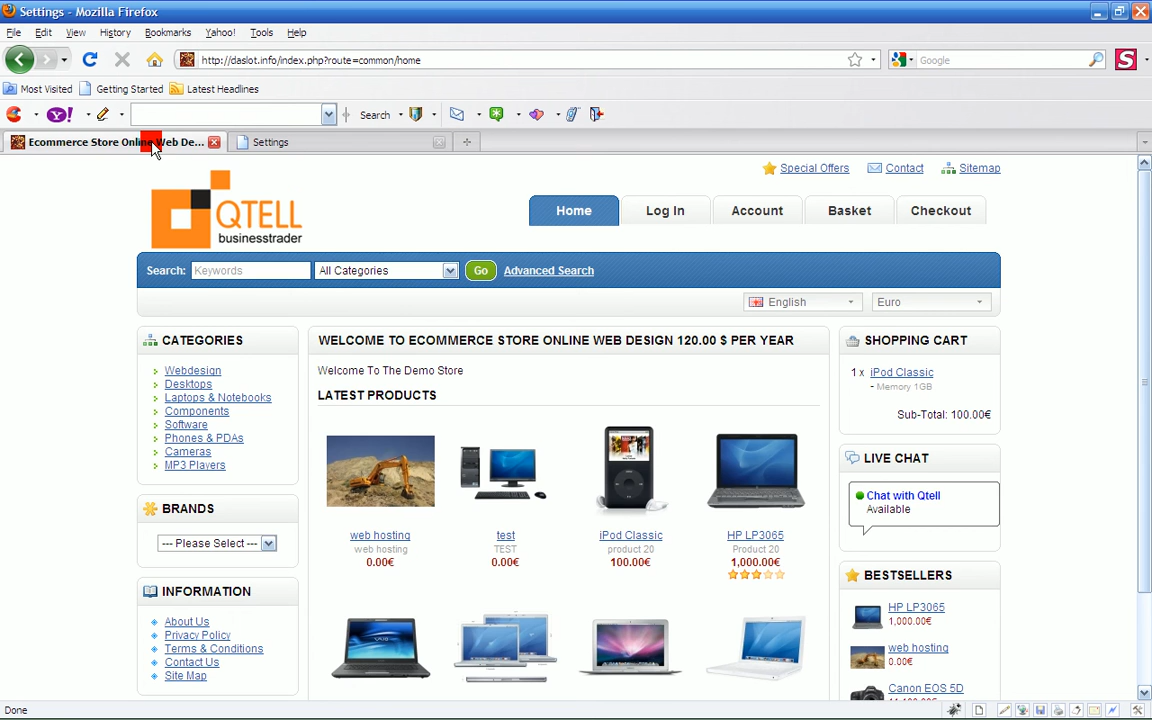 Settings - Mozilla Firefox
File Edit View History Bookmarks Yahoo! Tools Help
http://daslot.info/index.php?route=common/home
Google
S
Most Visited Getting Started Latest Headlines
Y! Search
Ecommerce Store Online Web De... Settings
Special Offers Contact Sitemap
QTELL
businesstrader
Home Log In Account Basket Checkout
Search: Keywords All Categories Go Advanced Search
English Euro
CATEGORIES
Webdesign
Desktops
Laptops & Notebooks
Components
Software
Phones & PDAs
Cameras
MP3 Players
BRANDS
--- Please Select ---
INFORMATION
About Us
Privacy Policy
Terms & Conditions
Contact Us
Site Map
WELCOME TO ECOMMERCE STORE ONLINE WEB DESIGN 120.00 $ PER YEAR
Welcome To The Demo Store
LATEST PRODUCTS
web hosting test iPod Classic HP LP3065
web hosting TEST product 20 Product 20
0.00€ 0.00€ 100.00€ 1,000.00€
SHOPPING CART
1 x iPod Classic
- Memory 1GB
Sub-Total: 100.00€
LIVE CHAT
Chat with Qtell
Available
BESTSELLERS
HP LP3065
1,000.00€
web hosting
0.00€
Canon EOS 5D
Done